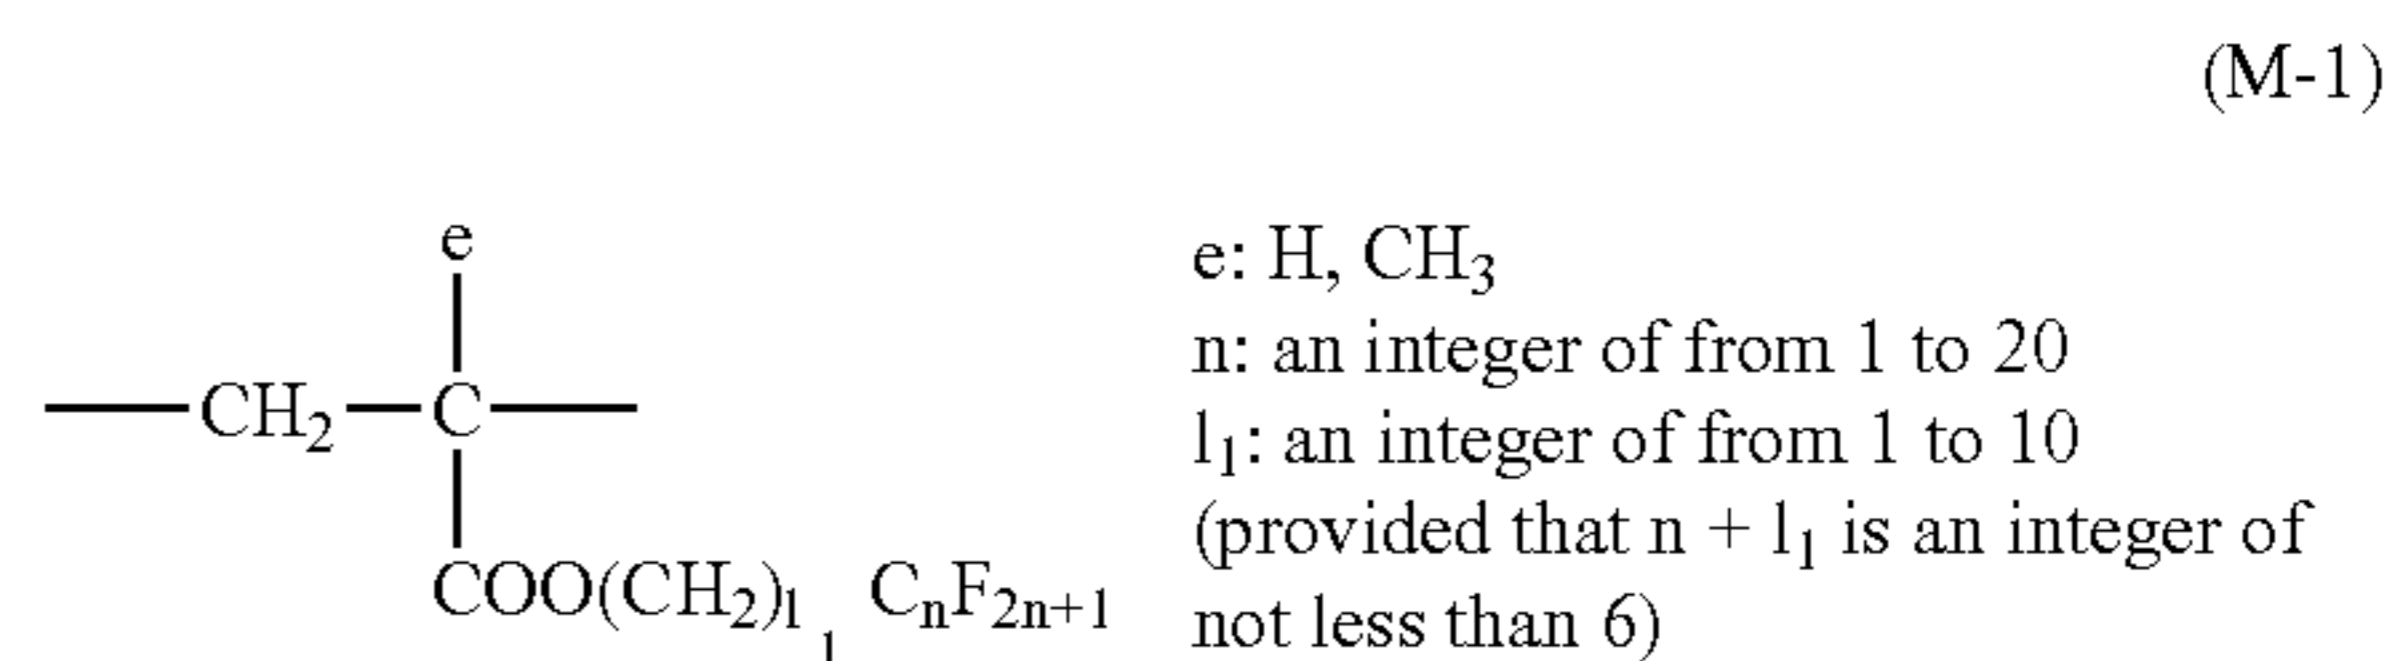 (M-1)
e
—CH₂—C—
COO(CH₂)l₁ CₙF₂ₙ₊₁
e: H, CH₃
n: an integer of from 1 to 20
l₁: an integer of from 1 to 10
(provided that n + l₁ is an integer of
not less than 6)